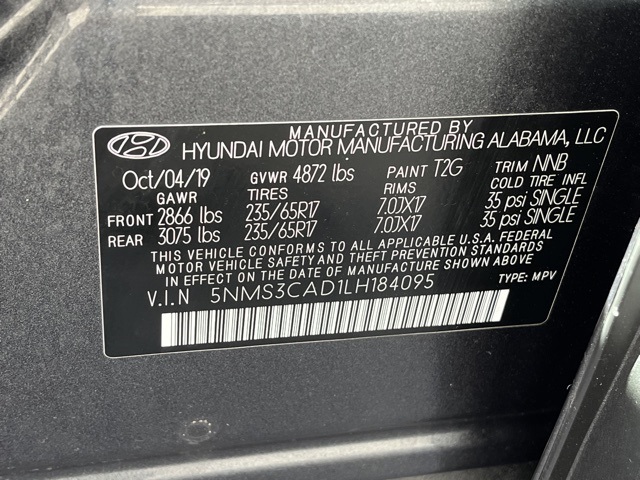 MANUFACTURED BY
HYUNDAI MOTOR MANUFACTURING ALABAMA, LLC
Oct/04/19 GVWR 4872 lbs PAINT T2G TRIM NNB
GAWR TIRES RIMS COLD TIRE INFL
FRONT 2866 lbs 235/65R17 7.0JX17 35 psi SINGLE
REAR 3075 lbs 235/65R17 7.0JX17 35 psi SINGLE
THIS VEHICLE CONFORMS TO ALL APPLICABLE U.S.A. FEDERAL
MOTOR VEHICLE SAFETY AND THEFT PREVENTION STANDARDS
IN EFFECT ON THE DATE OF MANUFACTURE SHOWN ABOVE.
V.I.N 5NMS3CAD1LH184095 TYPE: MPV